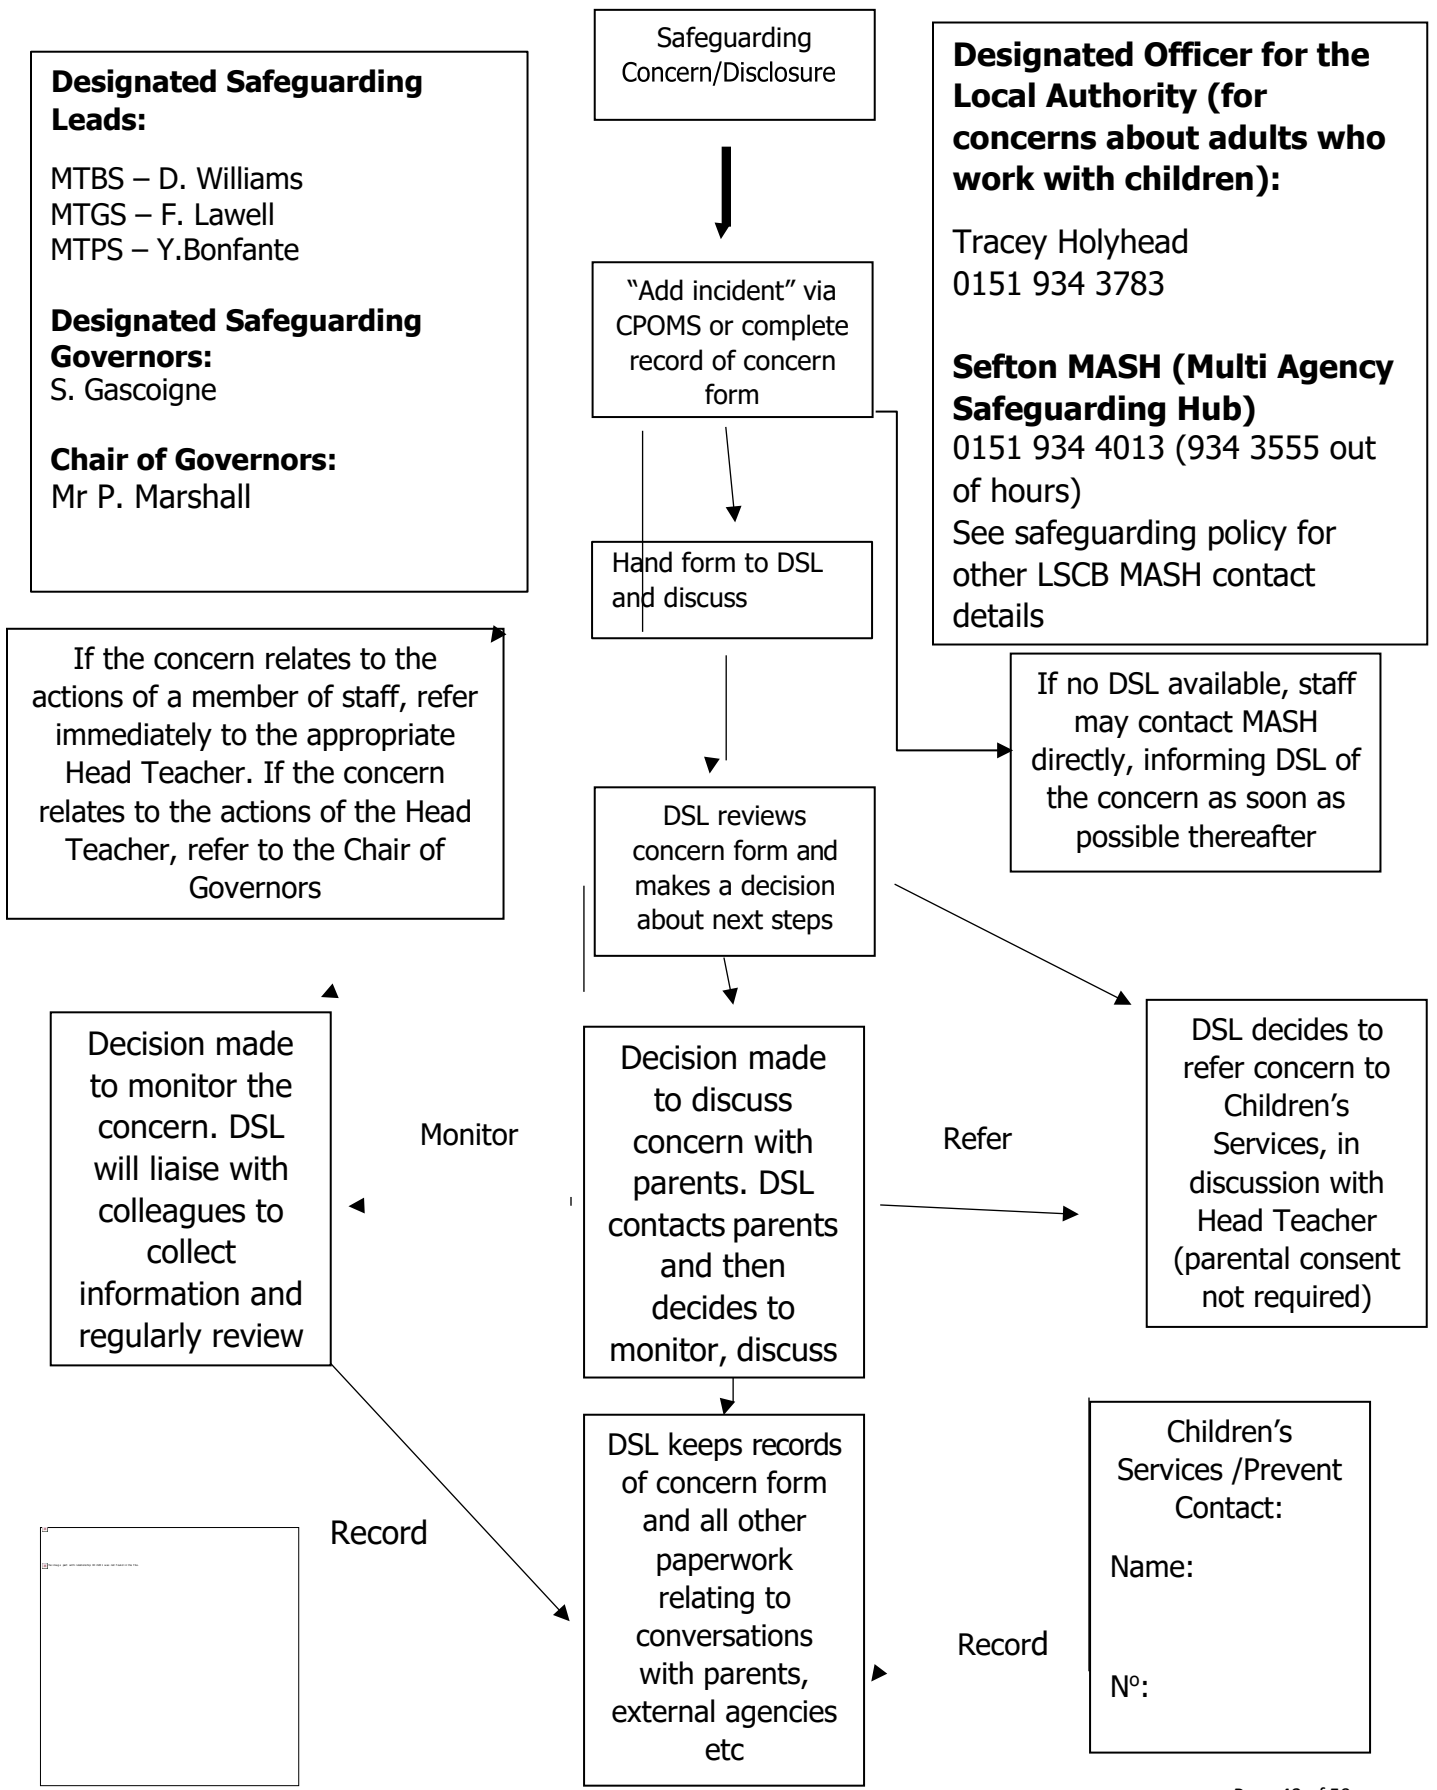 Safeguarding
Concern/Disclosure
Designated Safeguarding
Leads:
MTBS – D. Williams
MTGS – F. Lawell
MTPS – Y.Bonfante
Designated Safeguarding
Governors:
S. Gascoigne
Chair of Governors:
Mr P. Marshall
Designated Officer for the
Local Authority (for
concerns about adults who
work with children):
Tracey Holyhead
0151 934 3783
Sefton MASH (Multi Agency
Safeguarding Hub)
0151 934 4013 (934 3555 out
of hours)
See safeguarding policy for
other LSCB MASH contact
details
“Add incident” via
CPOMS or complete
record of concern
form
Hand form to DSL
and discuss
If the concern relates to the
actions of a member of staff, refer
immediately to the appropriate
Head Teacher. If the concern
relates to the actions of the Head
Teacher, refer to the Chair of
Governors
If no DSL available, staff
may contact MASH
directly, informing DSL of
the concern as soon as
possible thereafter
DSL reviews
concern form and
makes a decision
about next steps
Decision made
to monitor the
concern. DSL
will liaise with
colleagues to
collect
information and
regularly review
Monitor
Decision made
to discuss
concern with
parents. DSL
contacts parents
and then
decides to
monitor, discuss
Refer
DSL decides to
refer concern to
Children’s
Services, in
discussion with
Head Teacher
(parental consent
not required)
Record
DSL keeps records
of concern form
and all other
paperwork
relating to
conversations
with parents,
external agencies
etc
Record
Children’s
Services /Prevent
Contact:
Name:
Nº: